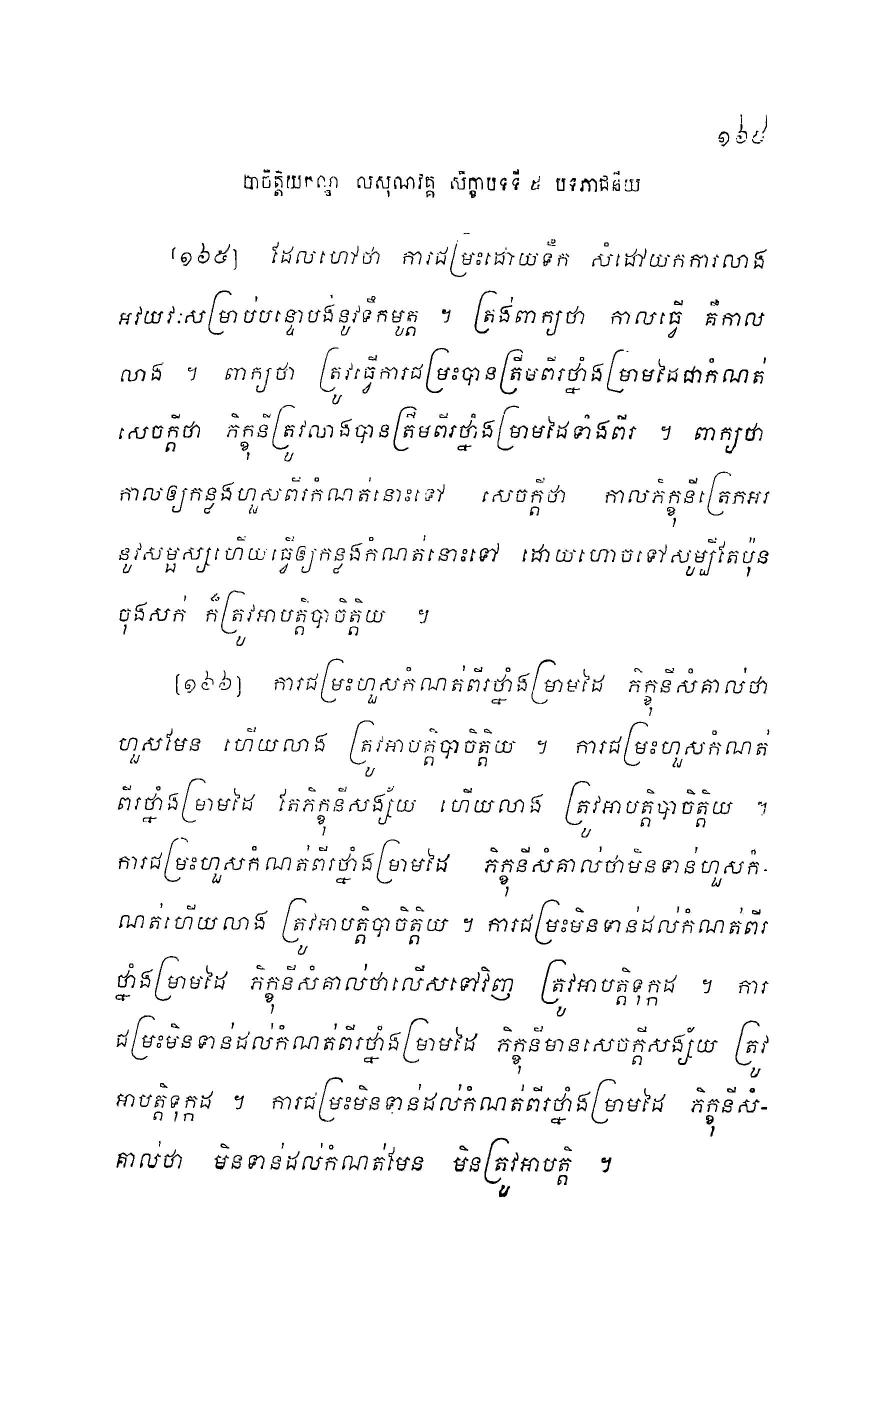 ១៦៩
បាចិត្តិយកណ្ឌ លសុណវគ្គ សិក្ខាបទទី ៥ បទភាជនីយ
[១៦៥] ដែលហៅថា ការជម្រះដោយទឹក សំដៅយកការលាង
អវយវៈសម្រាប់បន្ទោបង់នូវទឹកមូត្ត ។ ត្រង់ពាក្យថា កាលធ្វើ គឺកាល
លាង ។ ពាក្យថា ត្រូវធ្វើការជម្រះបានត្រឹមពីរថ្នាំងម្រាមដៃជាកំណត់
សេចក្តីថា ភិក្ខុនីត្រូវលាងបានត្រឹមពីរថ្នាំងម្រាមដៃទាំងពីរ ។ ពាក្យថា
កាលឲ្យកន្លងហួសពីរកំណត់នោះទៅ សេចក្តីថា កាលភិក្ខុនីត្រេកអរ
នូវសម្ផស្សហើយធ្វើឲ្យកន្លងកំណត់នោះទៅ ដោយហោចទៅសូម្បីតែប៉ុន
ចុងសក់ ក៏ត្រូវអាបត្តិបាចិត្តិយ ។
[១៦៦] ការជម្រះហួសកំណត់ពីរថ្នាំងម្រាមដៃ ភិក្ខុនីសំគាល់ថា
ហួសមែន ហើយលាង ត្រូវអាបត្តិបាចិត្តិយ ។ ការជម្រះហួសកំណត់
ពីរថ្នាំងម្រាមដៃ តែភិក្ខុនីសង្ស័យ ហើយលាង ត្រូវអាបត្តិបាចិត្តិយ ។
ការជម្រះហួសកំណត់ពីរថ្នាំងម្រាមដៃ ភិក្ខុនីសំគាល់ថាមិនទាន់ហួសកំ-
ណត់ហើយលាង ត្រូវអាបត្តិបាចិត្តិយ ។ ការជម្រះមិនទាន់ដល់កំណត់ពីរ
ថ្នាំងម្រាមដៃ ភិក្ខុនីសំគាល់ថាលើសទៅវិញ ត្រូវអាបត្តិទុក្កដ ។ ការ
ជម្រះមិនទាន់ដល់កំណត់ពីរថ្នាំងម្រាមដៃ ភិក្ខុនីមានសេចក្តីសង្ស័យ ត្រូវ
អាបត្តិទុក្កដ ។ ការជម្រះមិនទាន់ដល់កំណត់ពីរថ្នាំងម្រាមដៃ ភិក្ខុនីសំ-
គាល់ថា មិនទាន់ដល់កំណត់មែន មិនត្រូវអាបត្តិ ។